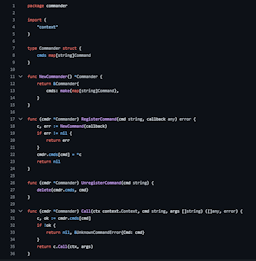 1 package commander
2
3 import (
4 "context"
5 )
6
7 type Commander struct {
8 cmds map[string]Command
9 }
10
11 func NewCommander() *Commander {
12 return &Commander{
13 cmds: make(map[string]Command),
14 }
15 }
16
17 func (cmdr *Commander) RegisterCommand(cmd string, callback any) error {
18 c, err := NewCommand(callback)
19 if err != nil {
20 return err
21 }
22 cmdr.cmds[cmd] = *c
23 return nil
24 }
25
26 func (cmdr *Commander) UnregisterCommand(cmd string) {
27 delete(cmdr.cmds, cmd)
28 }
29
30 func (cmdr *Commander) Call(ctx context.Context, cmd string, args []string) ([]any, error) {
31 c, ok := cmdr.cmds[cmd]
32 if !ok {
33 return nil, &UnknownCommandError{Cmd: cmd}
34 }
35 return c.Call(ctx, args)
36 }